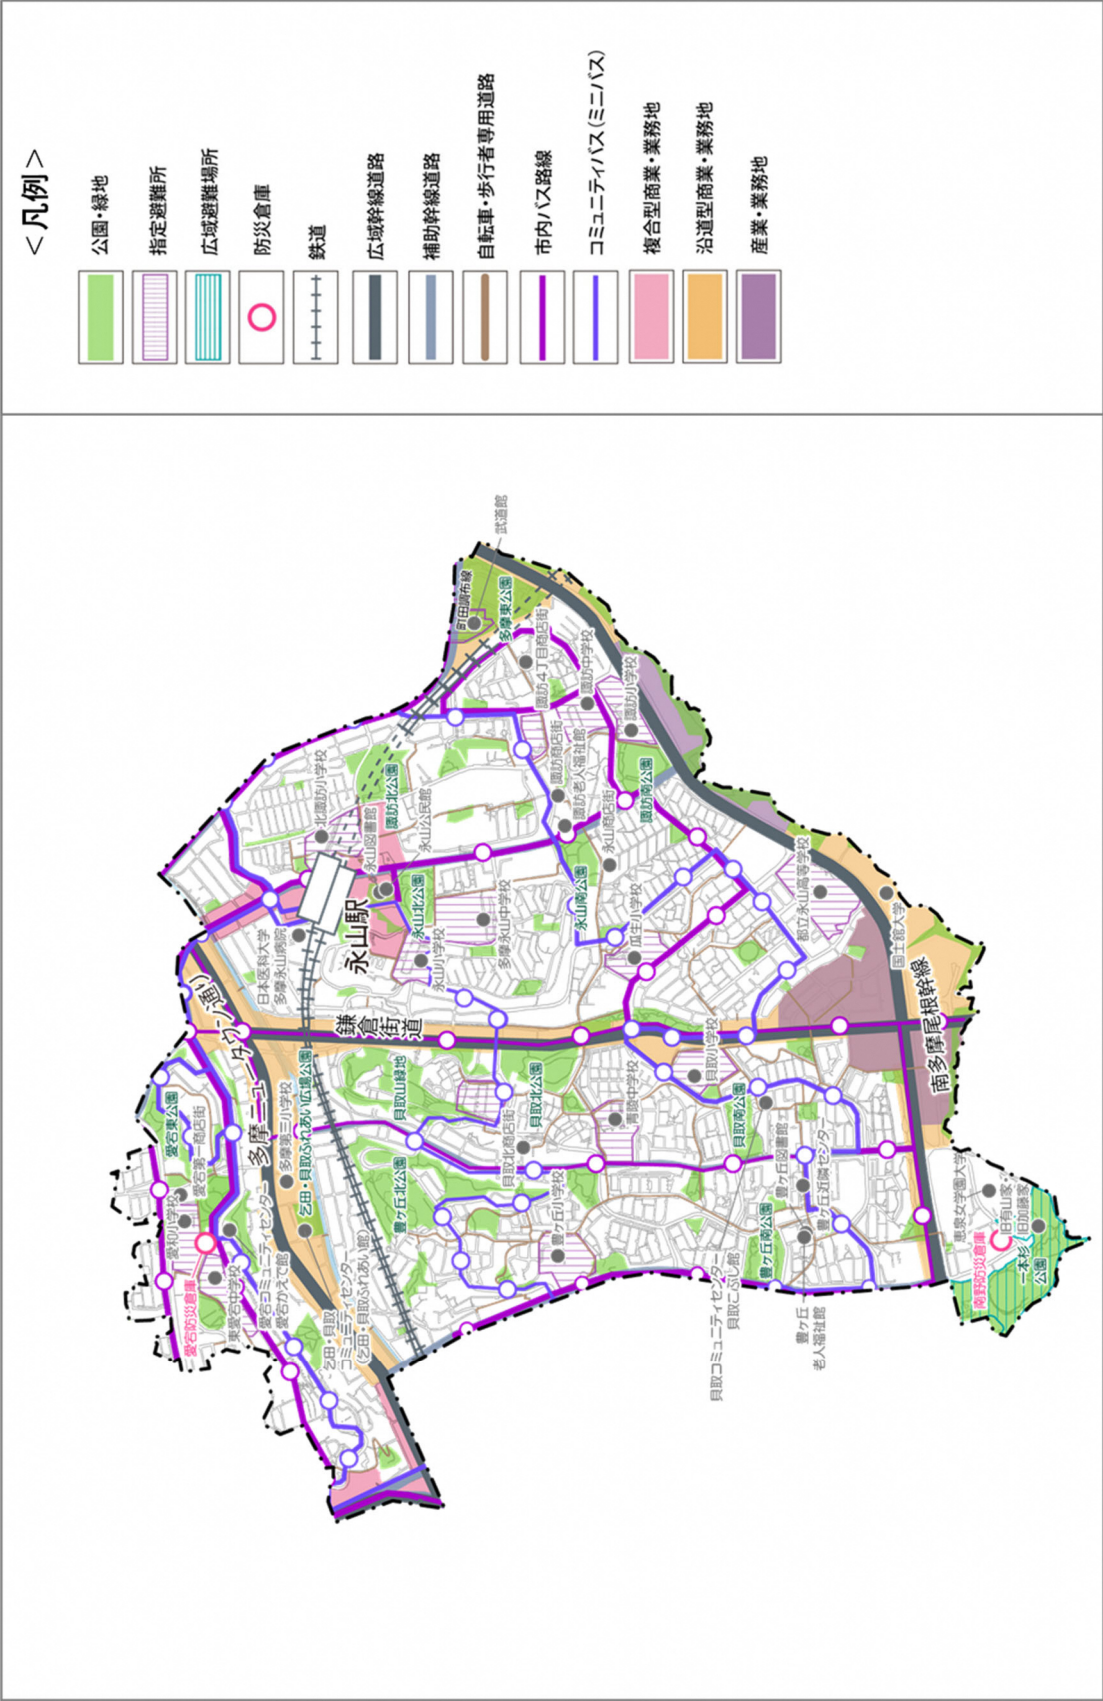 ＜凡例＞
公園・緑地
指定避難所
広域避難場所
防災倉庫
鉄道
広域幹線道路
補助幹線道路
自転車・歩行者専用道路
市内バス路線
コミュニティバス(ミニバス)
複合型商業・業務地
沿道型商業・業務地
産業・業務地
愛宕東公園
愛宕第一商店街
愛和小学校
愛宕防災倉庫
東愛宕中学校
愛宕コミュニティセンター
愛宕かえで館
多摩ニュータウン通り
多摩第三小学校
乞田・貝取ふれあい広場公園
乞田・貝取
コミュニティセンター
(乞田・貝取ふれあい館)
日本医科大学
多摩永山病院
北諏訪小学校
永山駅
永山図書館
諏訪北公園
永山公民館
永山北公園
永山小学校
鎌倉
街道
貝取山緑地
豊ヶ丘北公園
町田調布線
武道館
多摩東公園
諏訪4丁目商店街
諏訪中学校
諏訪小学校
諏訪商店街
諏訪老人福祉館
永山商店街
諏訪南公園
永山南公園
多摩永山中学校
瓜生小学校
貝取北公園
貝取北商店街
豊ヶ丘小学校
青陵中学校
貝取小学校
貝取南公園
都立永山高等学校
国士舘大学
南多摩尾根幹線
豊ヶ丘図書館
豊ヶ丘近隣センター
豊ヶ丘南公園
貝取コミュニティセンター
貝取こぶし館
豊ヶ丘
老人福祉館
恵泉女学園大学
南野防災倉庫
旧有山家・
旧加藤家
一本杉
公園